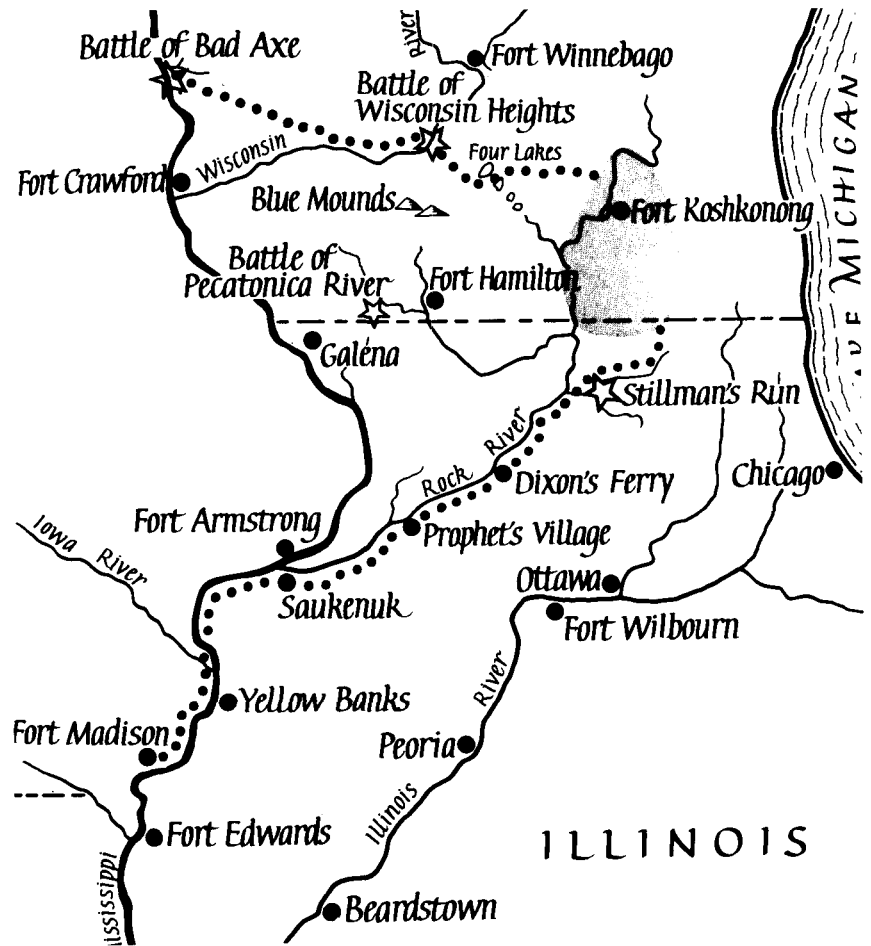 Battle of Bad Axe
River
Fort Winnebago
Battle of
Wisconsin Heights
Wisconsin
Four Lakes
Fort Crawford
Blue Mounds
Fort Koshkonong
MICHIGAN
Battle of
Pecatonica River
Fort Hamilton
Galéna
Stillman's Run
Rock River
Dixon's Ferry
Chicago
Fort Armstrong
Prophet's Village
Iowa River
Saukenuk
Ottawa
Fort Wilbourn
Yellow Banks
River
Fort Madison
Peoria
Illinois
Fort Edwards
ILLINOIS
ississippi
Beardstown